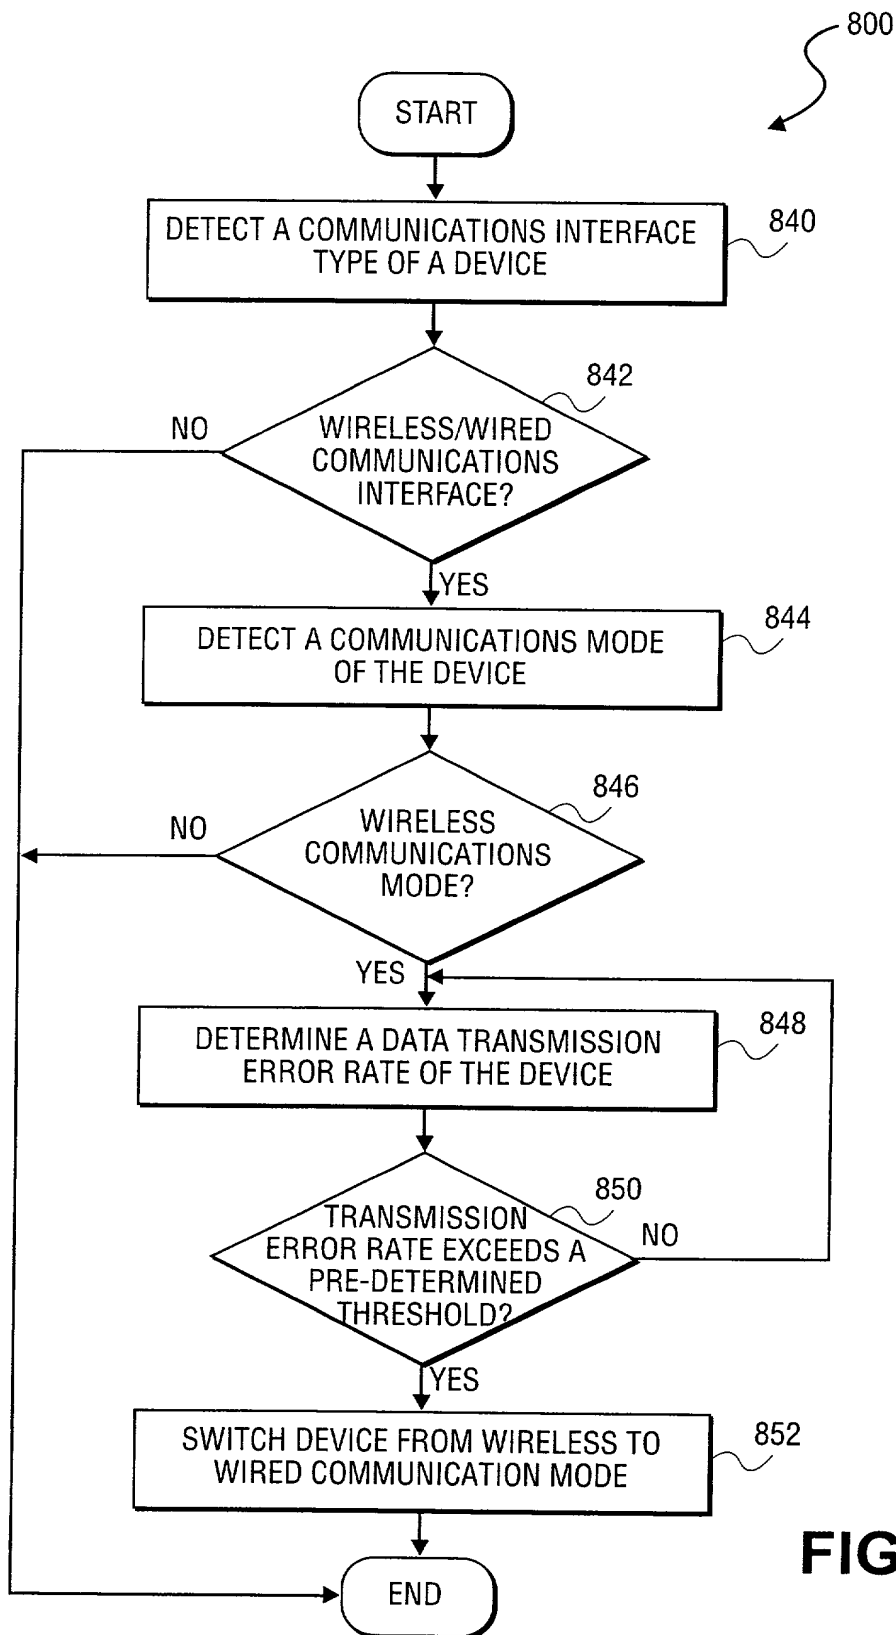 800
START
DETECT A COMMUNICATIONS INTERFACE
TYPE OF A DEVICE
840
842
NO
WIRELESS/WIRED
COMMUNICATIONS
INTERFACE?
YES
DETECT A COMMUNICATIONS MODE
OF THE DEVICE
844
846
NO
WIRELESS
COMMUNICATIONS
MODE?
YES
DETERMINE A DATA TRANSMISSION
ERROR RATE OF THE DEVICE
848
850
TRANSMISSION
ERROR RATE EXCEEDS A
PRE-DETERMINED
THRESHOLD?
NO
YES
SWITCH DEVICE FROM WIRELESS TO
WIRED COMMUNICATION MODE
852
FIG
END